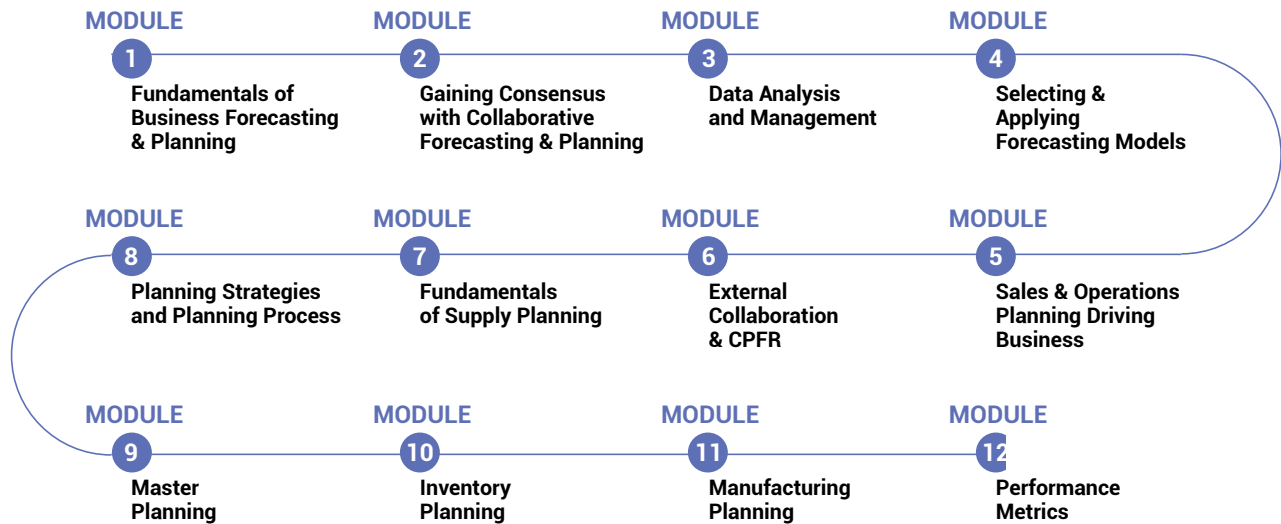 MODULE
1
Fundamentals of
Business Forecasting
& Planning
MODULE
2
Gaining Consensus
with Collaborative
Forecasting & Planning
MODULE
3
Data Analysis
and Management
MODULE
4
Selecting &
Applying
Forecasting Models
MODULE
5
Sales & Operations
Planning Driving
Business
MODULE
6
External
Collaboration
& CPFR
MODULE
7
Fundamentals
of Supply Planning
MODULE
8
Planning Strategies
and Planning Process
MODULE
9
Master
Planning
MODULE
10
Inventory
Planning
MODULE
11
Manufacturing
Planning
MODULE
12
Performance
Metrics